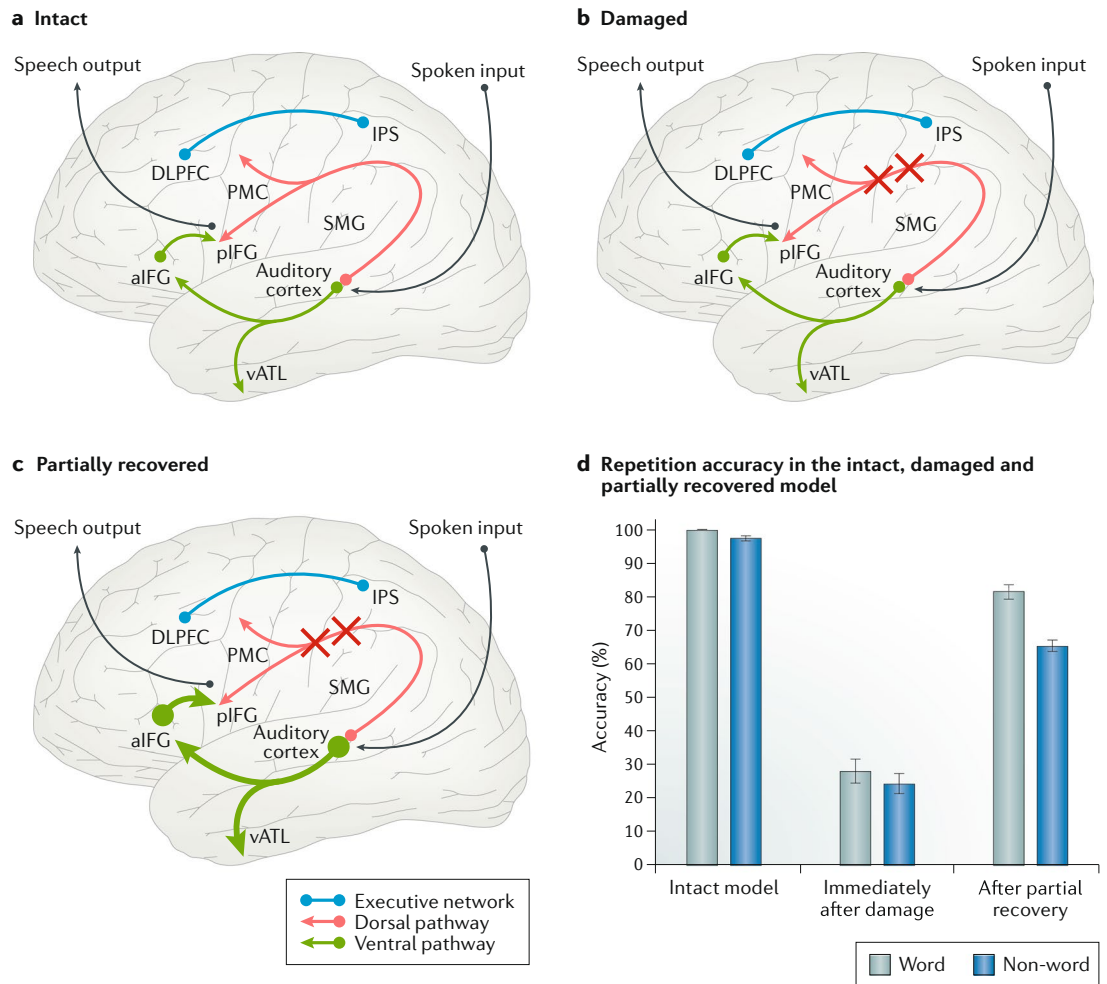 a Intact
Speech output
Spoken input
IPS
DLPFC
PMC
SMG
pIFG
aIFG
Auditory
cortex
vATL
b Damaged
Speech output
Spoken input
IPS
DLPFC
PMC
SMG
pIFG
aIFG
Auditory
cortex
vATL
c Partially recovered
Speech output
Spoken input
IPS
DLPFC
PMC
SMG
pIFG
aIFG
Auditory
cortex
vATL
Executive network
Dorsal pathway
Ventral pathway
d Repetition accuracy in the intact, damaged and
partially recovered model
Accuracy (%)
100
90
80
70
60
50
40
30
20
10
0
Intact model
Immediately
after damage
After partial
recovery
Word
Non-word